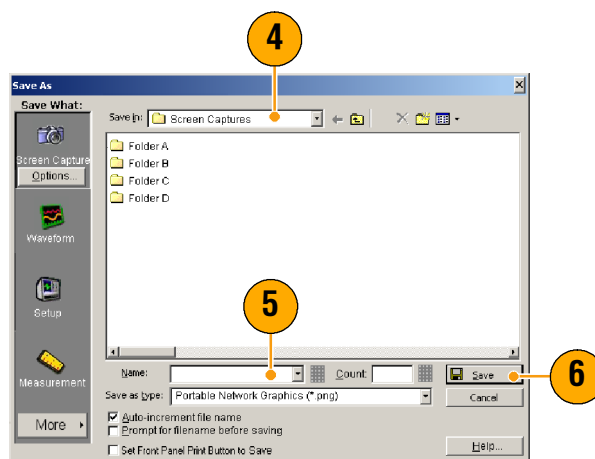 4
Save As
Save What:
Save in: Screen Captures
Screen Capture
Options...
Folder A
Folder B
Folder C
Folder D
Waveform
Setup
5
Measurement
Name:
Count:
Save
6
Save as type: Portable Network Graphics (*.png)
Cancel
More
Auto-increment file name
Prompt for filename before saving
Set Front Panel Print Button to Save
Help...